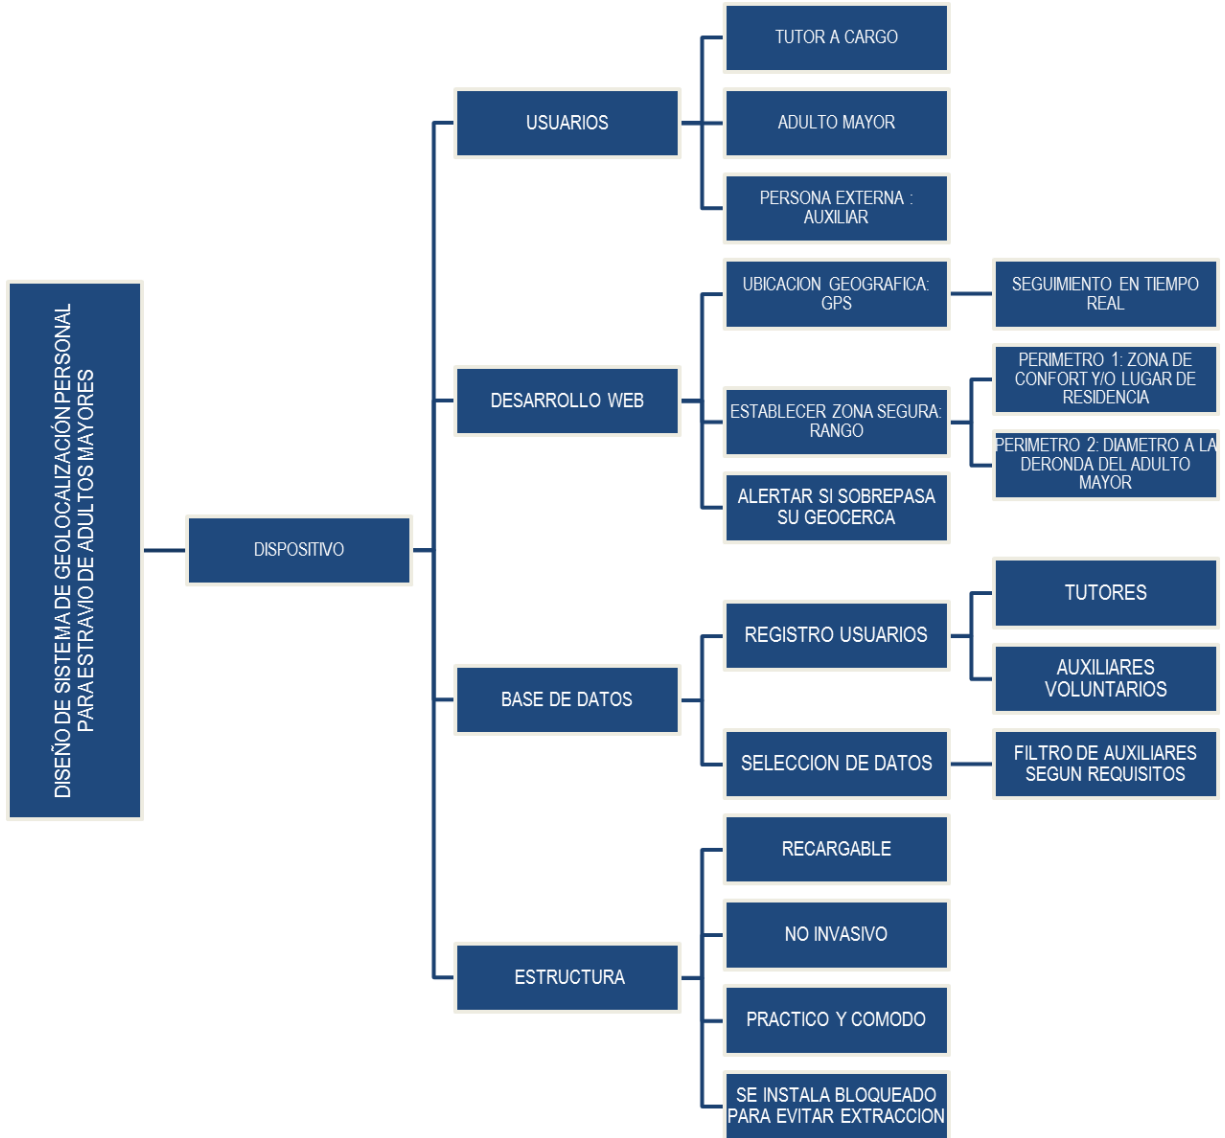 DISEÑO DE SISTEMA DE GEOLOCALIZACIÓN PERSONAL
PARA ESTRAVIO DE ADULTOS MAYORES
DISPOSITIVO
USUARIOS
TUTOR A CARGO
ADULTO MAYOR
PERSONA EXTERNA :
AUXILIAR
DESARROLLO WEB
UBICACION GEOGRAFICA:
GPS
SEGUIMIENTO EN TIEMPO
REAL
ESTABLECER ZONA SEGURA:
RANGO
PERIMETRO 1: ZONA DE
CONFORT Y/O LUGAR DE
RESIDENCIA
PERIMETRO 2: DIAMETRO A LA
DERONDA DEL ADULTO
MAYOR
ALERTAR SI SOBREPASA
SU GEOCERCA
BASE DE DATOS
REGISTRO USUARIOS
TUTORES
AUXILIARES
VOLUNTARIOS
SELECCION DE DATOS
FILTRO DE AUXILIARES
SEGUN REQUISITOS
ESTRUCTURA
RECARGABLE
NO INVASIVO
PRACTICO Y COMODO
SE INSTALA BLOQUEADO
PARA EVITAR EXTRACCION